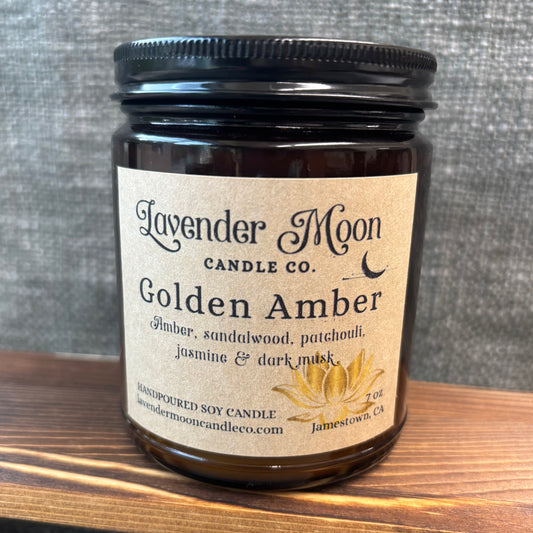 Lavender Moon
CANDLE CO.
Golden Amber
Amber, sandalwood, patchouli,
jasmine & dark musk
HANDPOURED SOY CANDLE
lavendermooncandleco.com
7 oz
Jamestown, CA